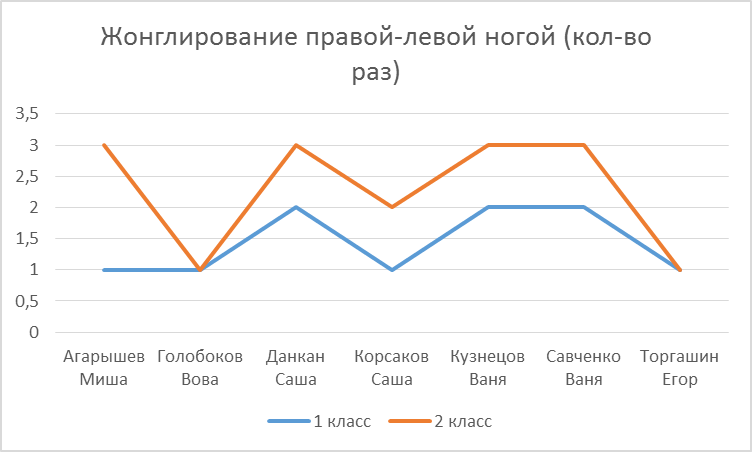 Жонглирование правой-левой ногой (кол-во
раз)
3,5
3
2,5
2
1,5
1
0,5
0
Агарышев Голобоков Данкан Корсаков Кузнецов Савченко Торгашин
Миша Вова Саша Саша Ваня Ваня Егор
1 класс 2 класс